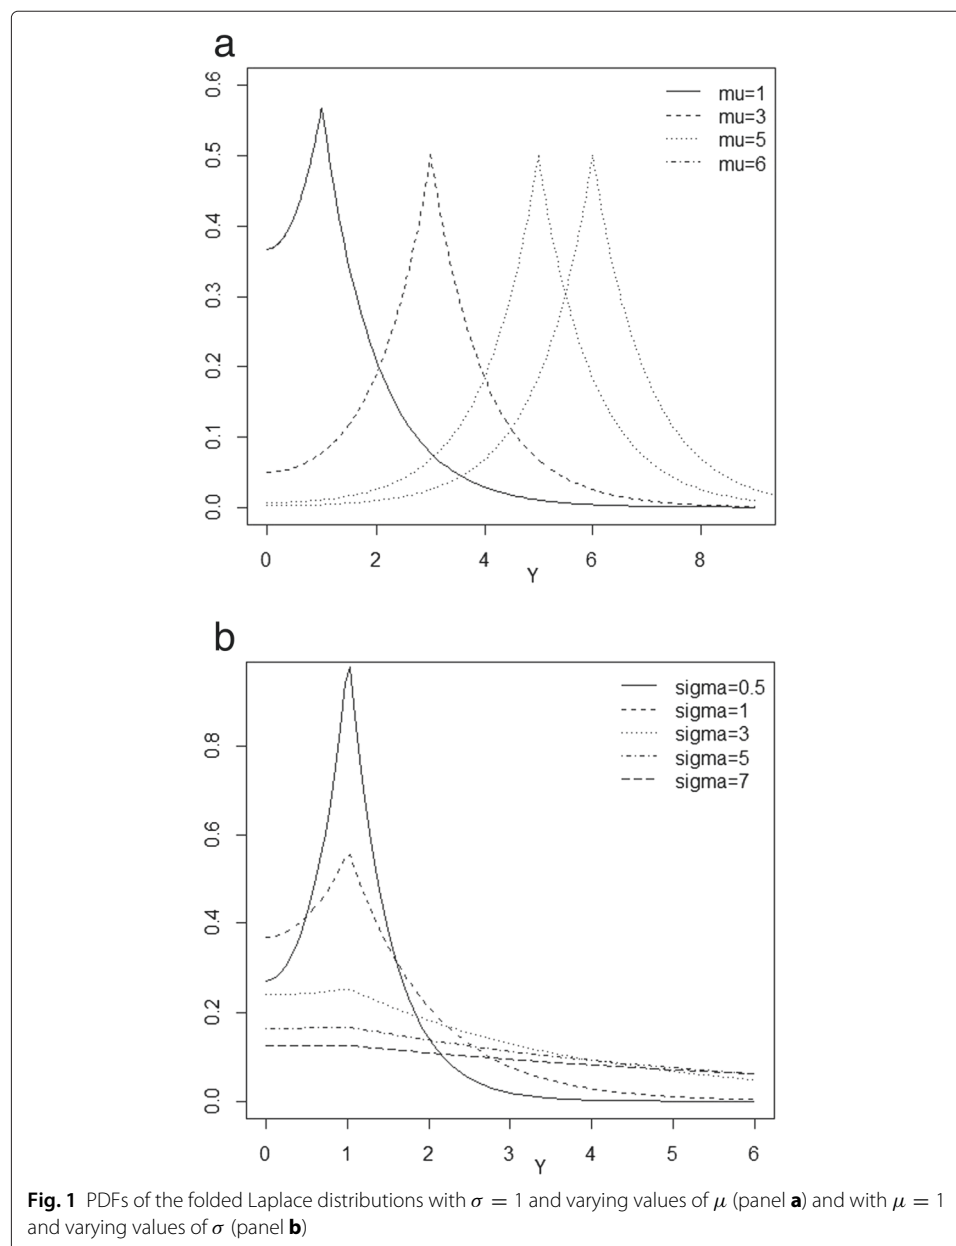 a
0.6
0.5
0.4
0.3
0.2
0.1
0.0
mu=1
mu=3
mu=5
mu=6
0 2 4 6 8
Y
b
0.8
0.6
0.4
0.2
0.0
sigma=0.5
sigma=1
sigma=3
sigma=5
sigma=7
0 1 2 3 4 5 6
Y
Fig. 1 PDFs of the folded Laplace distributions with σ = 1 and varying values of μ (panel a) and with μ = 1
and varying values of σ (panel b)